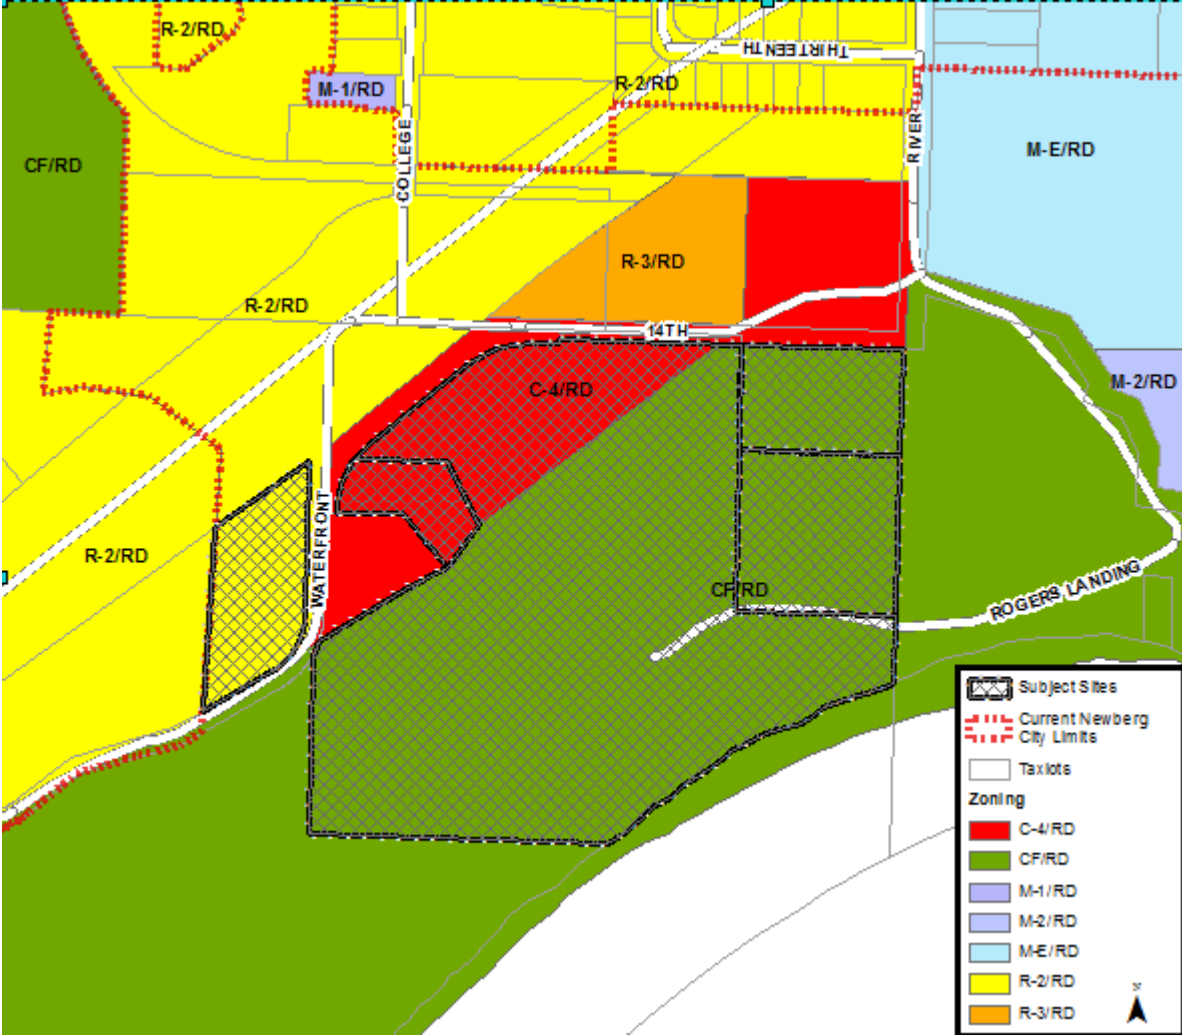 R-2/RD
THIRTEENTH
M-1/RD
R-2/RD
COLLEGE
RIVER
M-E/RD
CF/RD
R-3/RD
R-2/RD
14TH
M-2/RD
C-4/RD
WATERFRONT
R-2/RD
CF/RD
ROGERS LANDING
Subject Sites
Current Newberg
City Limits
Taxlots
Zoning
C-4/RD
CF/RD
M-1/RD
M-2/RD
M-E/RD
R-2/RD
R-3/RD